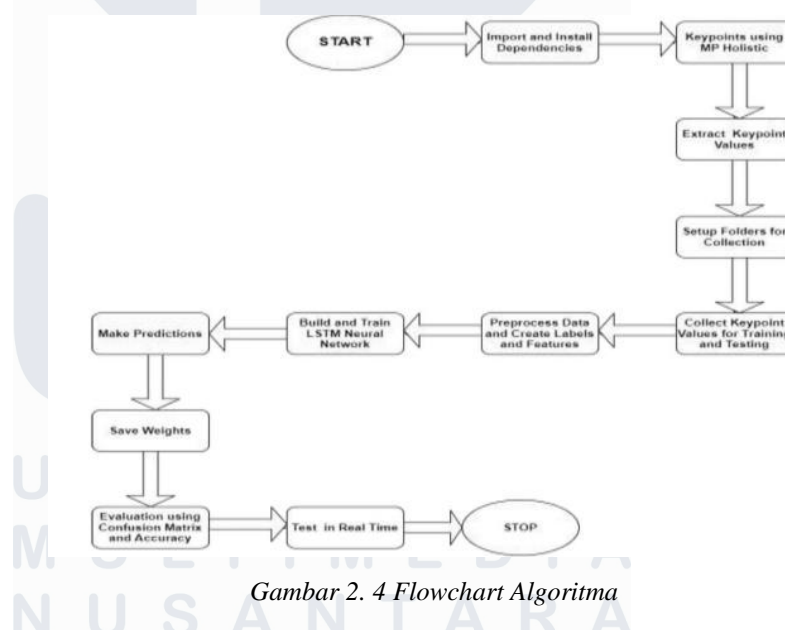 START
Import and Install
Dependencies
Keypoints using
MP Holistic
Extract Keypoint
Values
Setup Folders for
Collection
Collect Keypoint
Values for Training
and Testing
Preprocess Data
and Create Labels
and Features
Build and Train
LSTM Neural
Network
Make Predictions
Save Weights
Evaluation using
Confusion Matrix
and Accuracy
Test in Real Time
STOP
Gambar 2. 4 Flowchart Algoritma
U
M U L T I M E D I A
N U S A N T A R A